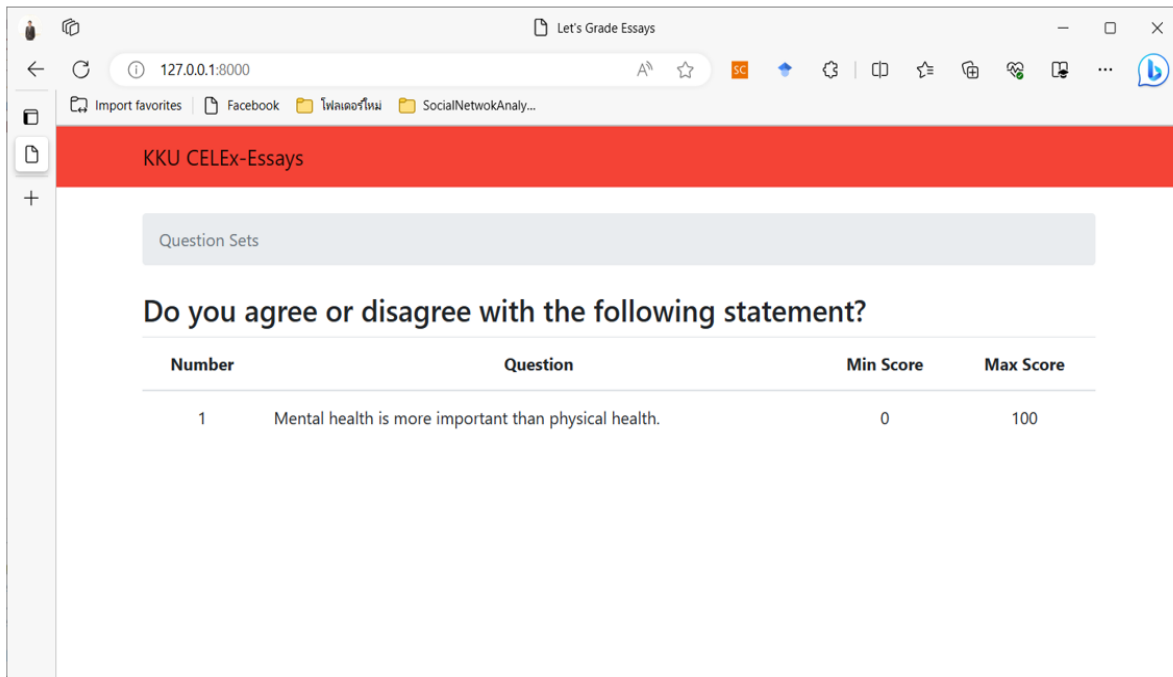 Let's Grade Essays
127.0.0.1:8000
SC
Import favorites Facebook โฟลเดอร์ใหม่ SocialNetwokAnaly...
KKU CELEx-Essays
Question Sets
Do you agree or disagree with the following statement?
Number Question Min Score Max Score
1 Mental health is more important than physical health. 0 100